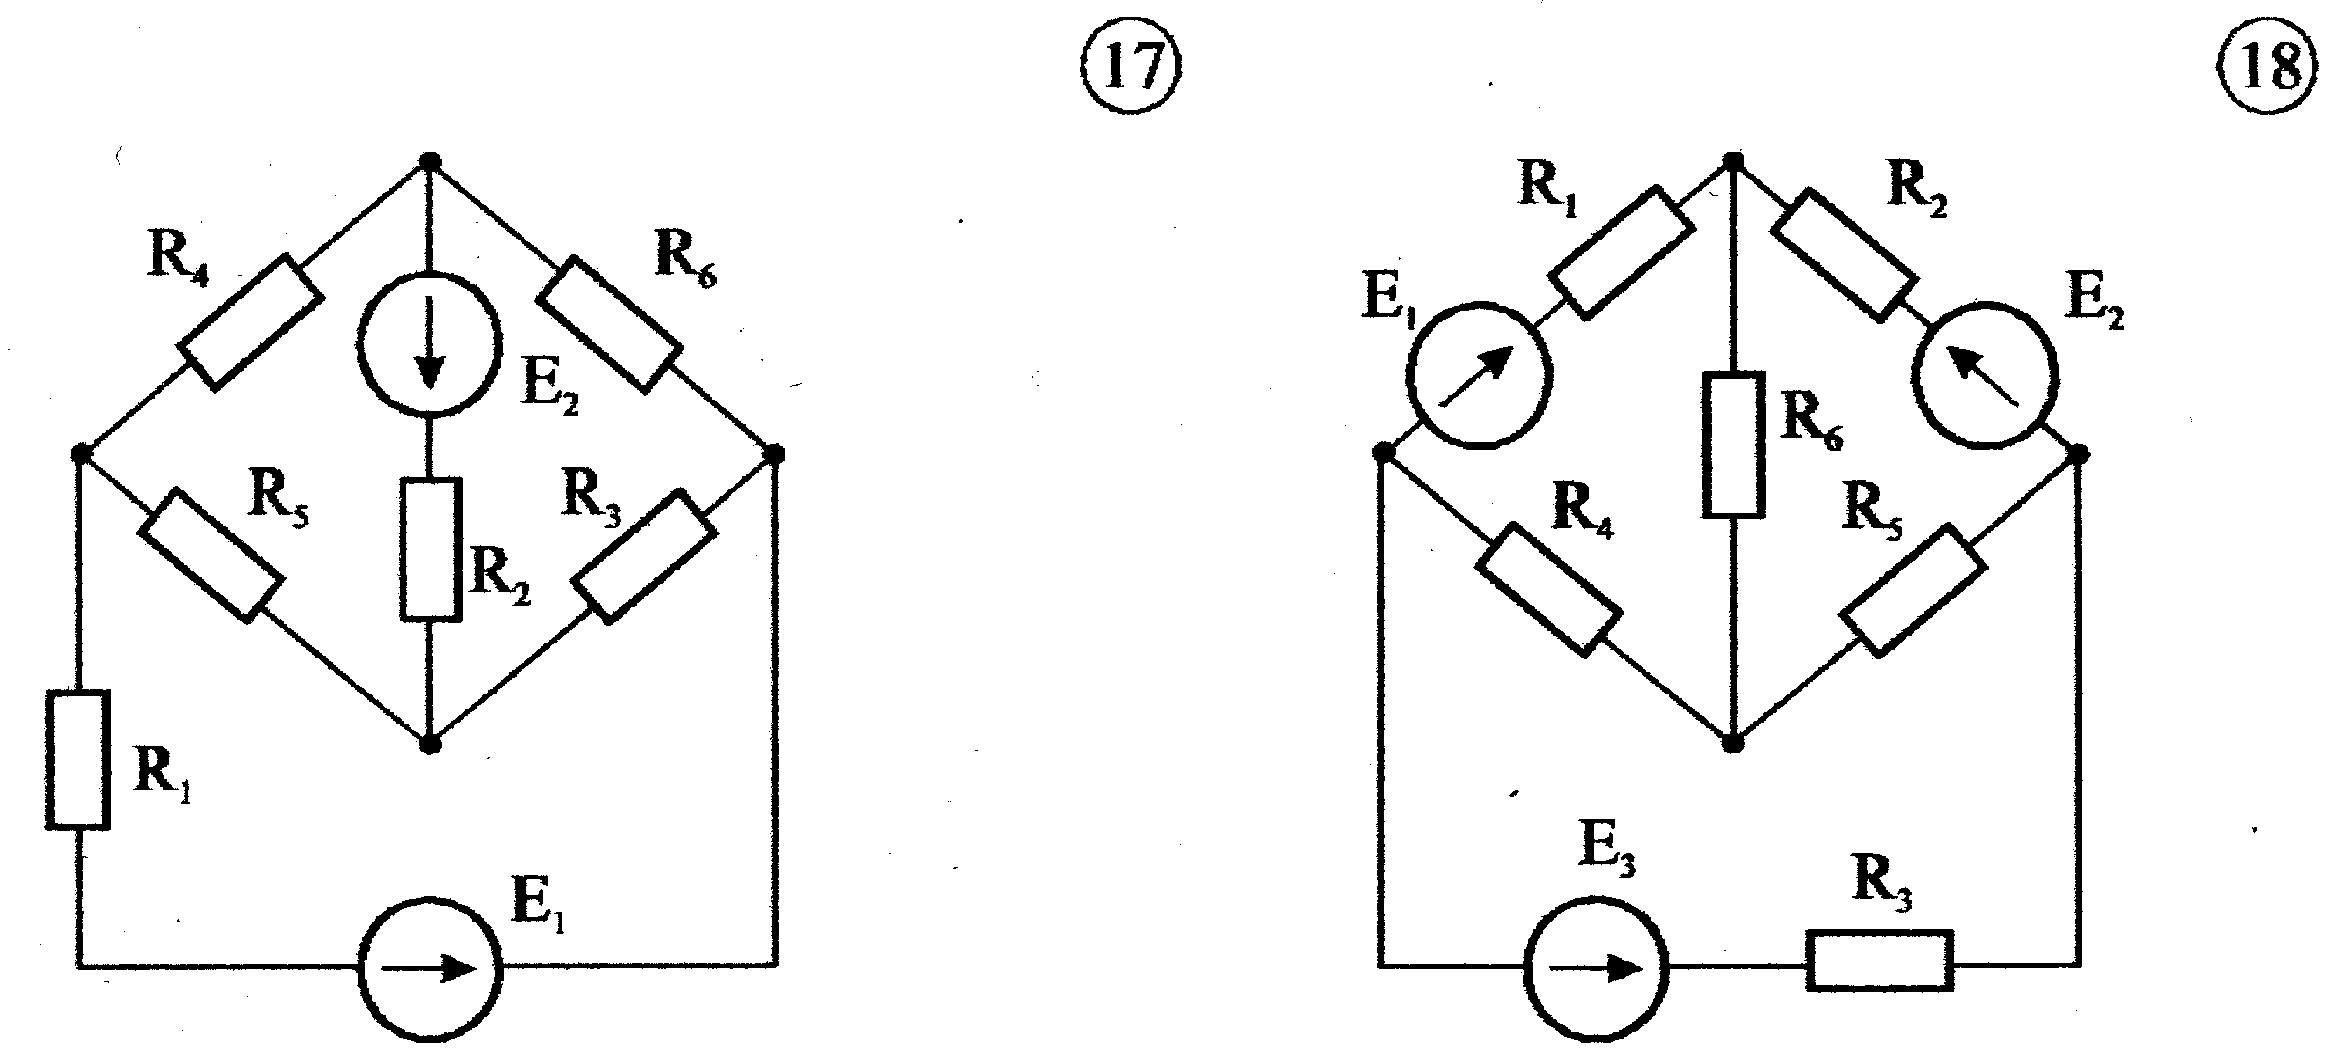 17
R₄
R₆
E₂
R₅
R₃
R₂
R₁
E₁
18
R₁
R₂
E₁
E₂
R₆
R₄
R₅
E₃
R₃